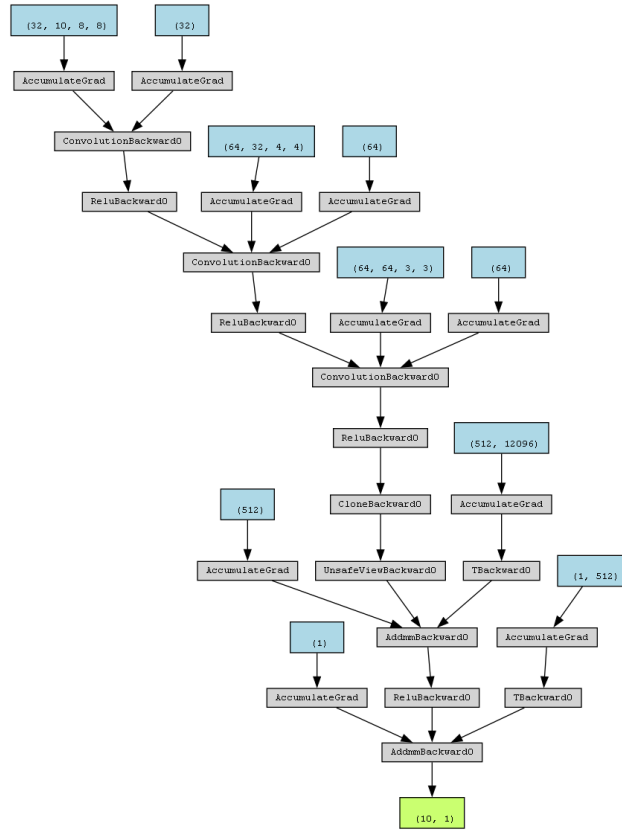 (32, 10, 8, 8) (32)
AccumulateGrad AccumulateGrad
ConvolutionBackward0 (64, 32, 4, 4) (64)
ReluBackward0 AccumulateGrad AccumulateGrad
ConvolutionBackward0 (64, 64, 3, 3) (64)
ReluBackward0 AccumulateGrad AccumulateGrad
ConvolutionBackward0
ReluBackward0 (512, 12096)
(512) CloneBackward0 AccumulateGrad
AccumulateGrad UnsafeViewBackward0 TBackward0 (1, 512)
(1) AddmmBackward0 AccumulateGrad
AccumulateGrad ReluBackward0 TBackward0
AddmmBackward0
(10, 1)